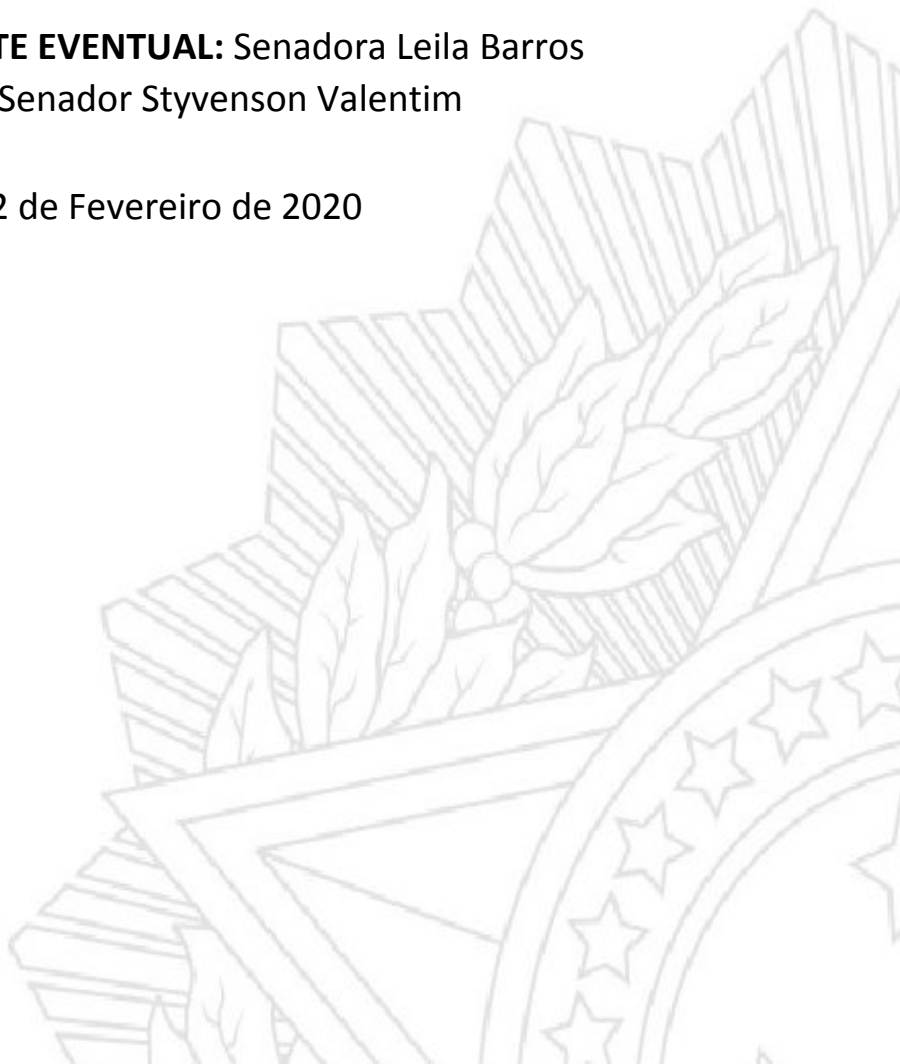 TE EVENTUAL: Senadora Leila Barros
Senador Styvenson Valentim
2 de Fevereiro de 2020